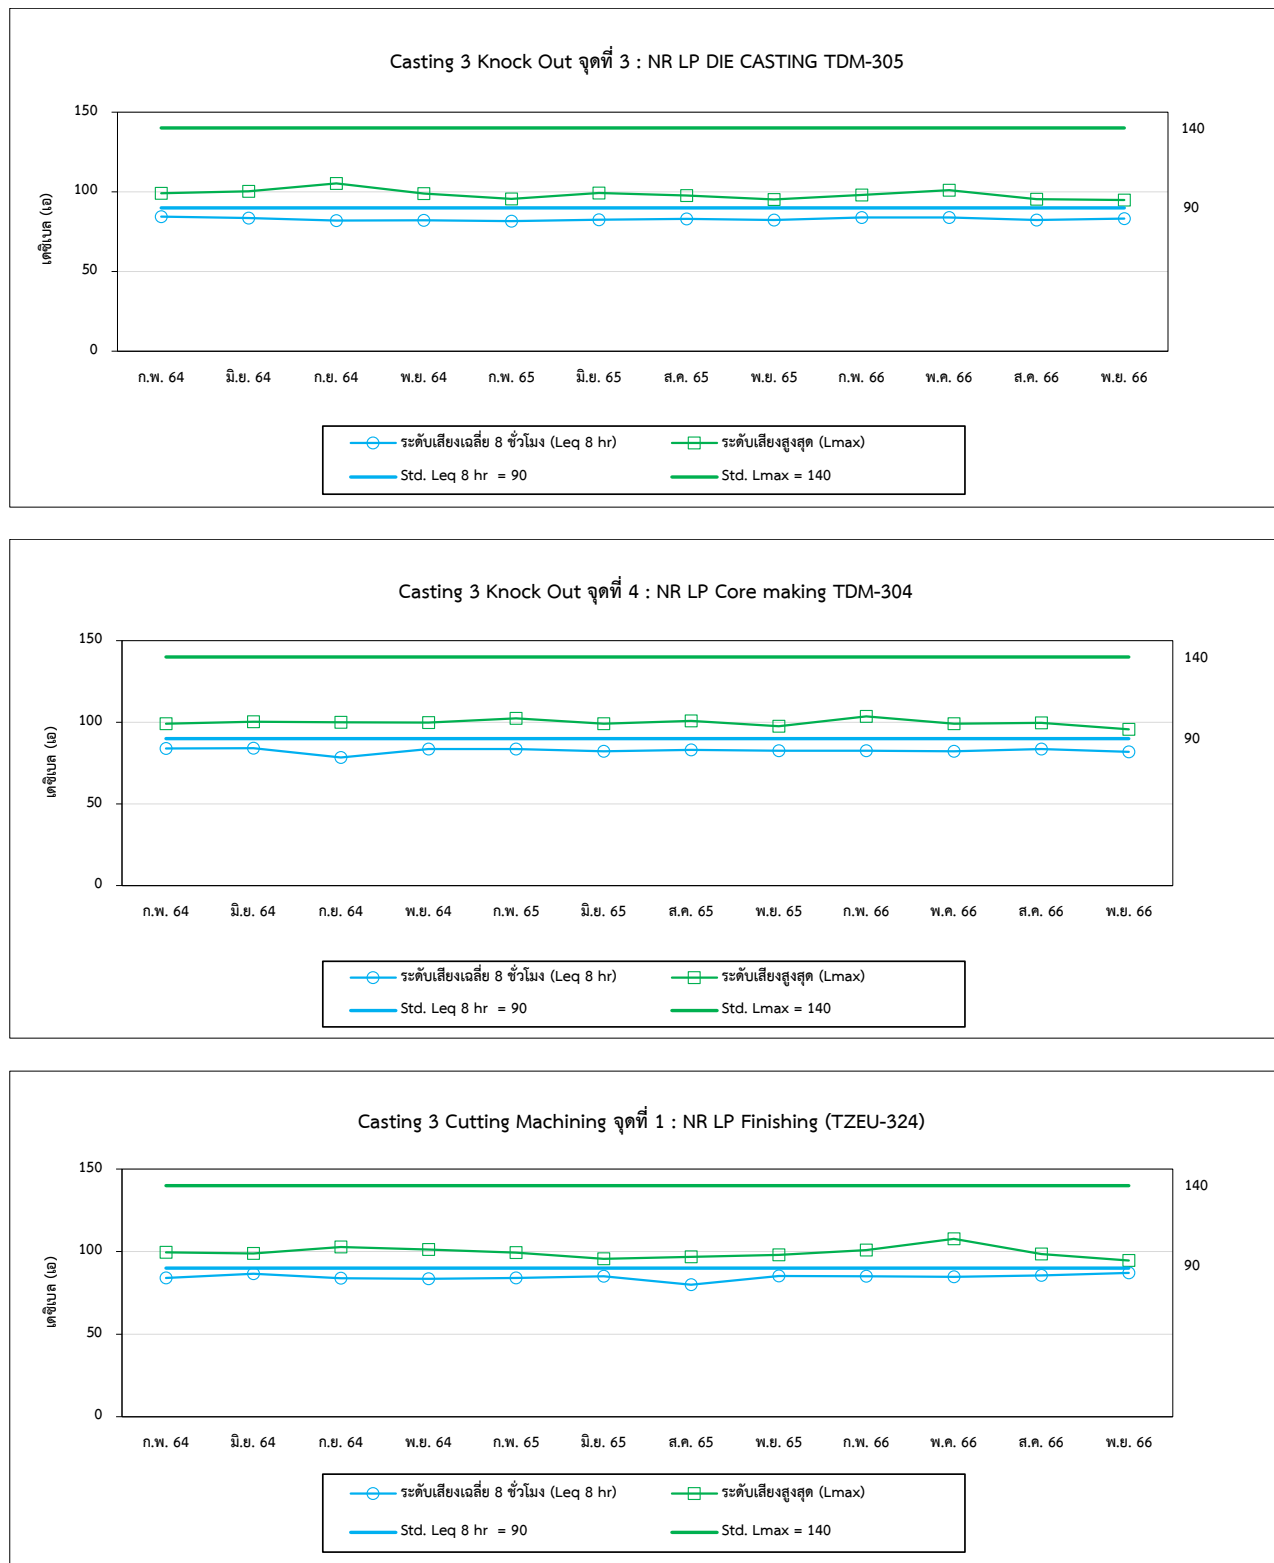 Casting 3 Knock Out จุดที่ 3 : NR LP DIE CASTING TDM-305
150
140
100
90
เดซิเบล (เอ)
50
0
ก.พ. 64 มิ.ย. 64 ก.ย. 64 พ.ย. 64 ก.พ. 65 มิ.ย. 65 ส.ค. 65 พ.ย. 65 ก.พ. 66 พ.ค. 66 ส.ค. 66 พ.ย. 66
ระดับเสียงเฉลี่ย 8 ชั่วโมง (Leq 8 hr) ระดับเสียงสูงสุด (Lmax)
Std. Leq 8 hr = 90 Std. Lmax = 140
Casting 3 Knock Out จุดที่ 4 : NR LP Core making TDM-304
150
140
100
90
เดซิเบล (เอ)
50
0
ก.พ. 64 มิ.ย. 64 ก.ย. 64 พ.ย. 64 ก.พ. 65 มิ.ย. 65 ส.ค. 65 พ.ย. 65 ก.พ. 66 พ.ค. 66 ส.ค. 66 พ.ย. 66
ระดับเสียงเฉลี่ย 8 ชั่วโมง (Leq 8 hr) ระดับเสียงสูงสุด (Lmax)
Std. Leq 8 hr = 90 Std. Lmax = 140
Casting 3 Cutting Machining จุดที่ 1 : NR LP Finishing (TZEU-324)
150
140
100
90
เดซิเบล (เอ)
50
0
ก.พ. 64 มิ.ย. 64 ก.ย. 64 พ.ย. 64 ก.พ. 65 มิ.ย. 65 ส.ค. 65 พ.ย. 65 ก.พ. 66 พ.ค. 66 ส.ค. 66 พ.ย. 66
ระดับเสียงเฉลี่ย 8 ชั่วโมง (Leq 8 hr) ระดับเสียงสูงสุด (Lmax)
Std. Leq 8 hr = 90 Std. Lmax = 140